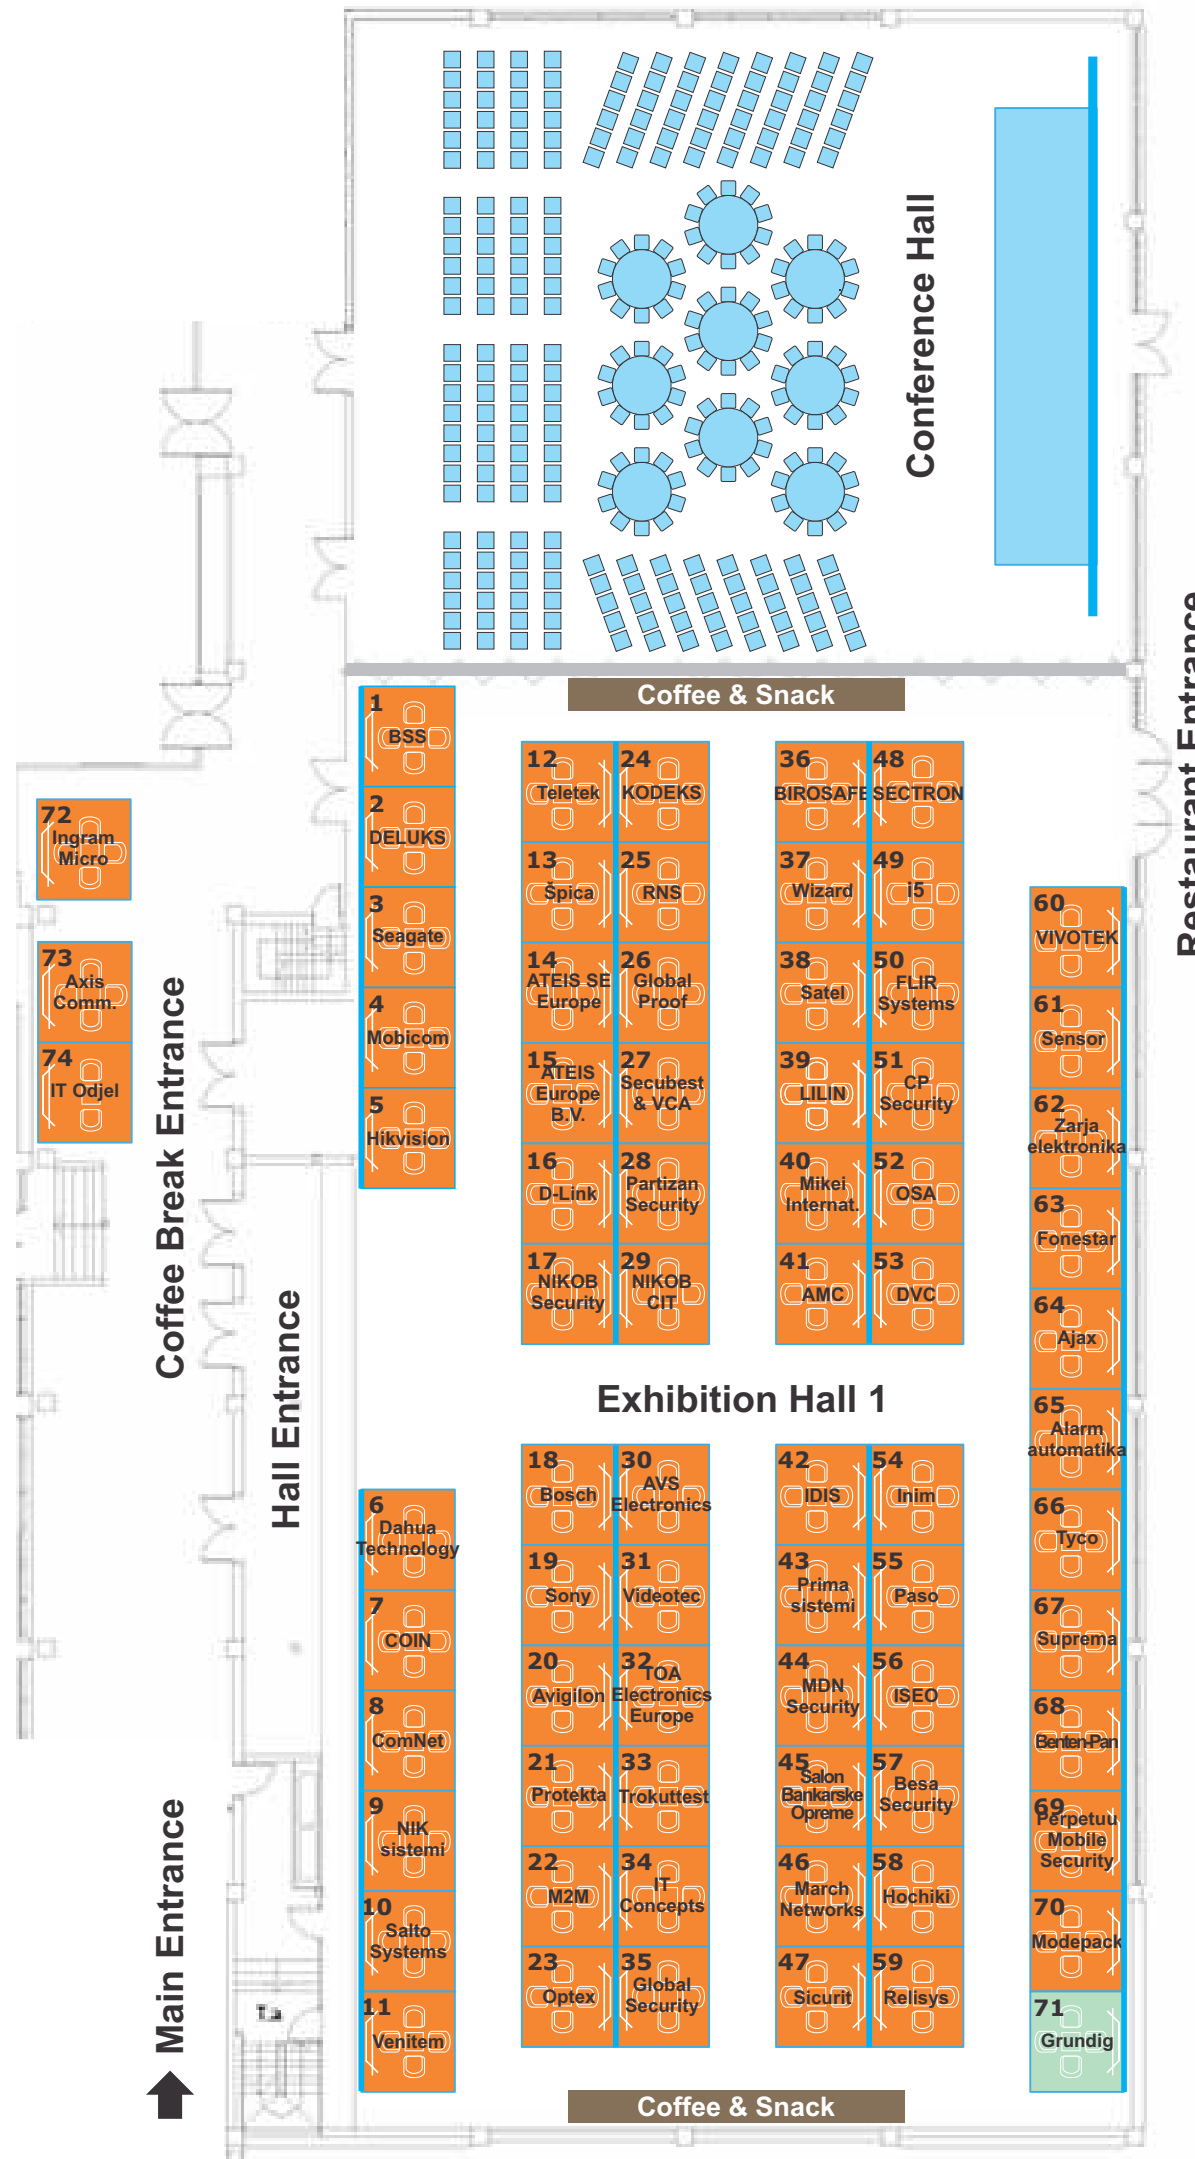 Conference Hall
Restaurant Entrance
Coffee & Snack
1
BSS
2
DELUKS
3
Seagate
4
Mobicom
5
Hikvision
12
Teletek
13
Špica
14
ATEIS SE
Europe
15
ATEIS
Europe
B.V.
16
D-Link
17
NIKOB
Security
24
KODEKS
25
RNS
26
Global
Proof
27
Secubest
& VCA
28
Partizan
Security
29
NIKOB
CIT
36
BIROSAFE
37
Wizard
38
Satel
39
LILIN
40
Mikei
Internat.
41
AMC
48
SECTRON
49
i5
50
FLIR
Systems
51
CP
Security
52
OSA
53
DVC
72
Ingram
Micro
73
Axis
Comm.
74
IT Odjel
Coffee Break Entrance
Hall Entrance
Exhibition Hall 1
Main Entrance
6
Dahua
Technology
7
COIN
8
ComNet
9
NIK
sistemi
10
Salto
Systems
11
Venitem
18
Bosch
19
Sony
20
Avigilon
21
Protekta
22
M2M
23
Optex
30
AVS
Electronics
31
Videotec
32
TOA
Electronics
Europe
33
Trokuttest
34
IT
Concepts
35
Global
Security
42
IDIS
43
Prima
sistemi
44
MDN
Security
45
Salon
Bankarske
Opreme
46
March
Networks
47
Sicurit
54
Inim
55
Paso
56
ISEO
57
Besa
Security
58
Hochiki
59
Relisys
60
VIVOTEK
61
Sensor
62
Zarja
elektronika
63
Fonestar
64
Ajax
65
Alarm
automatika
66
Tyco
67
Suprema
68
Benten-Pan
69
Perpetuu
Mobile
Security
70
Modepack
71
Grundig
Coffee & Snack